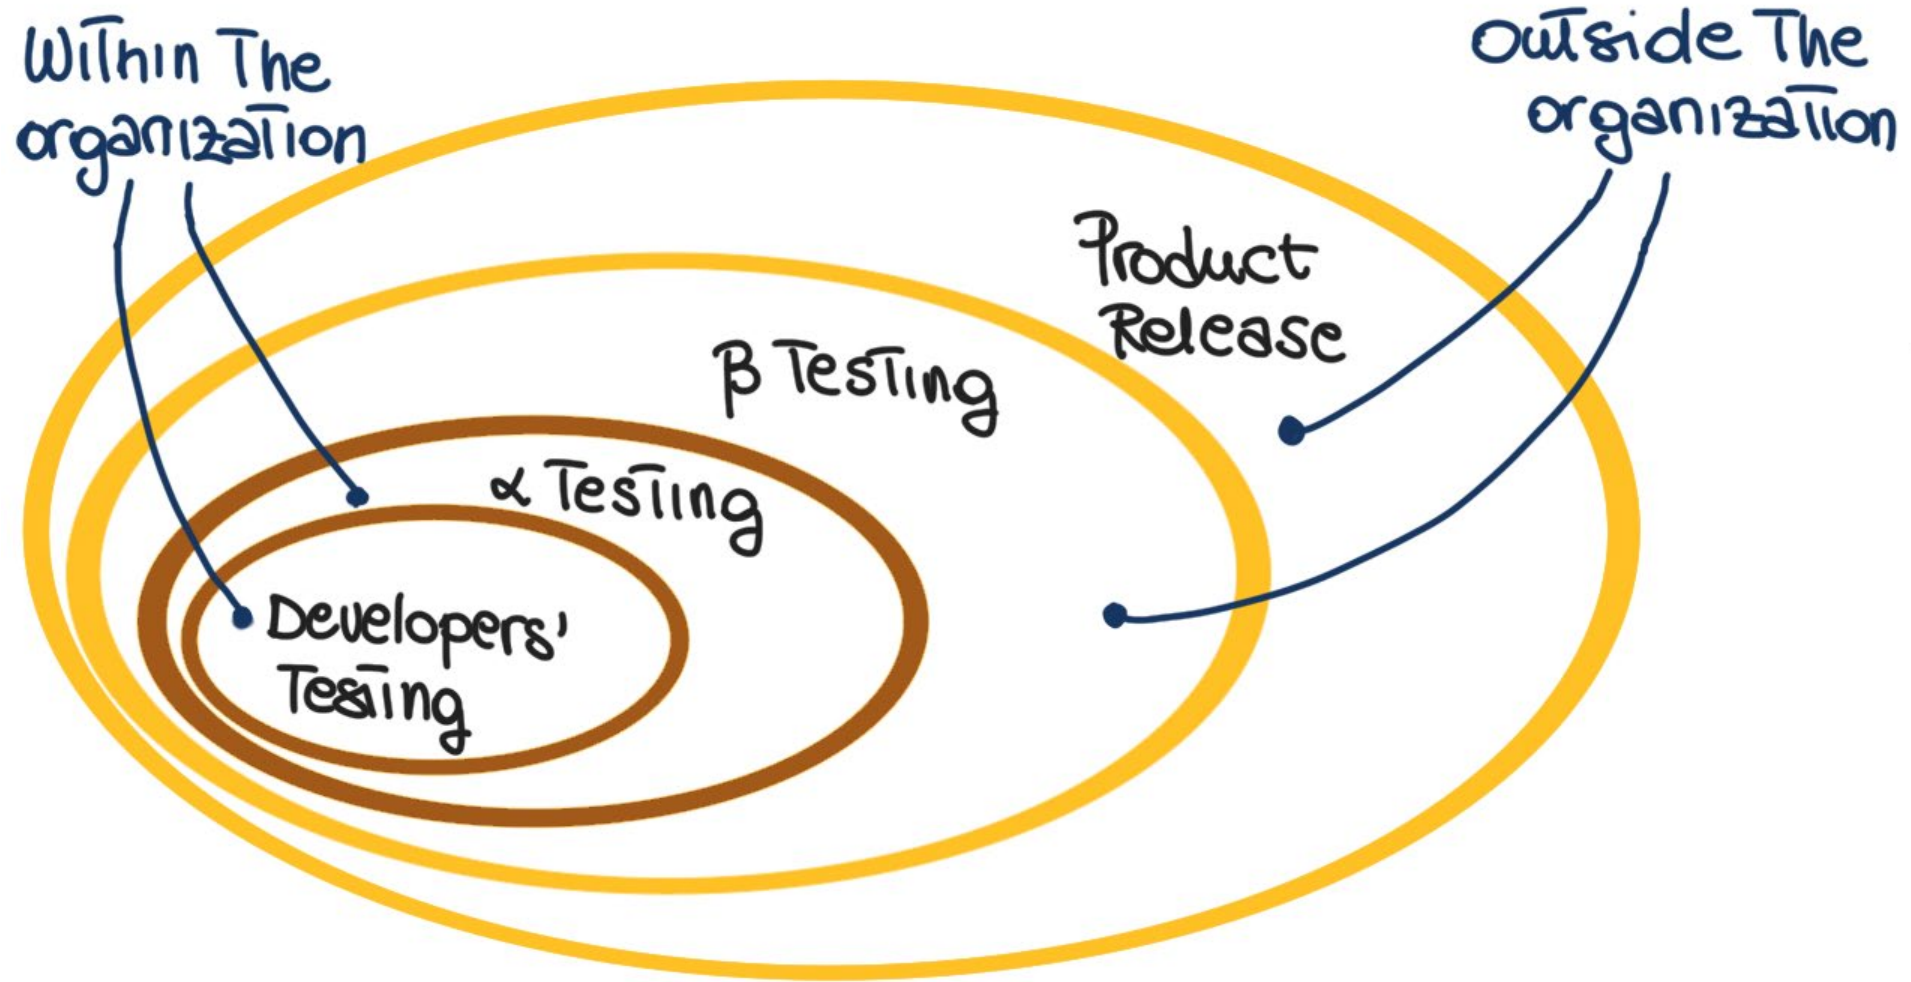 Within The
organization
Outside The
organization
Product
Release
β Testing
α Testing
Developers'
Testing